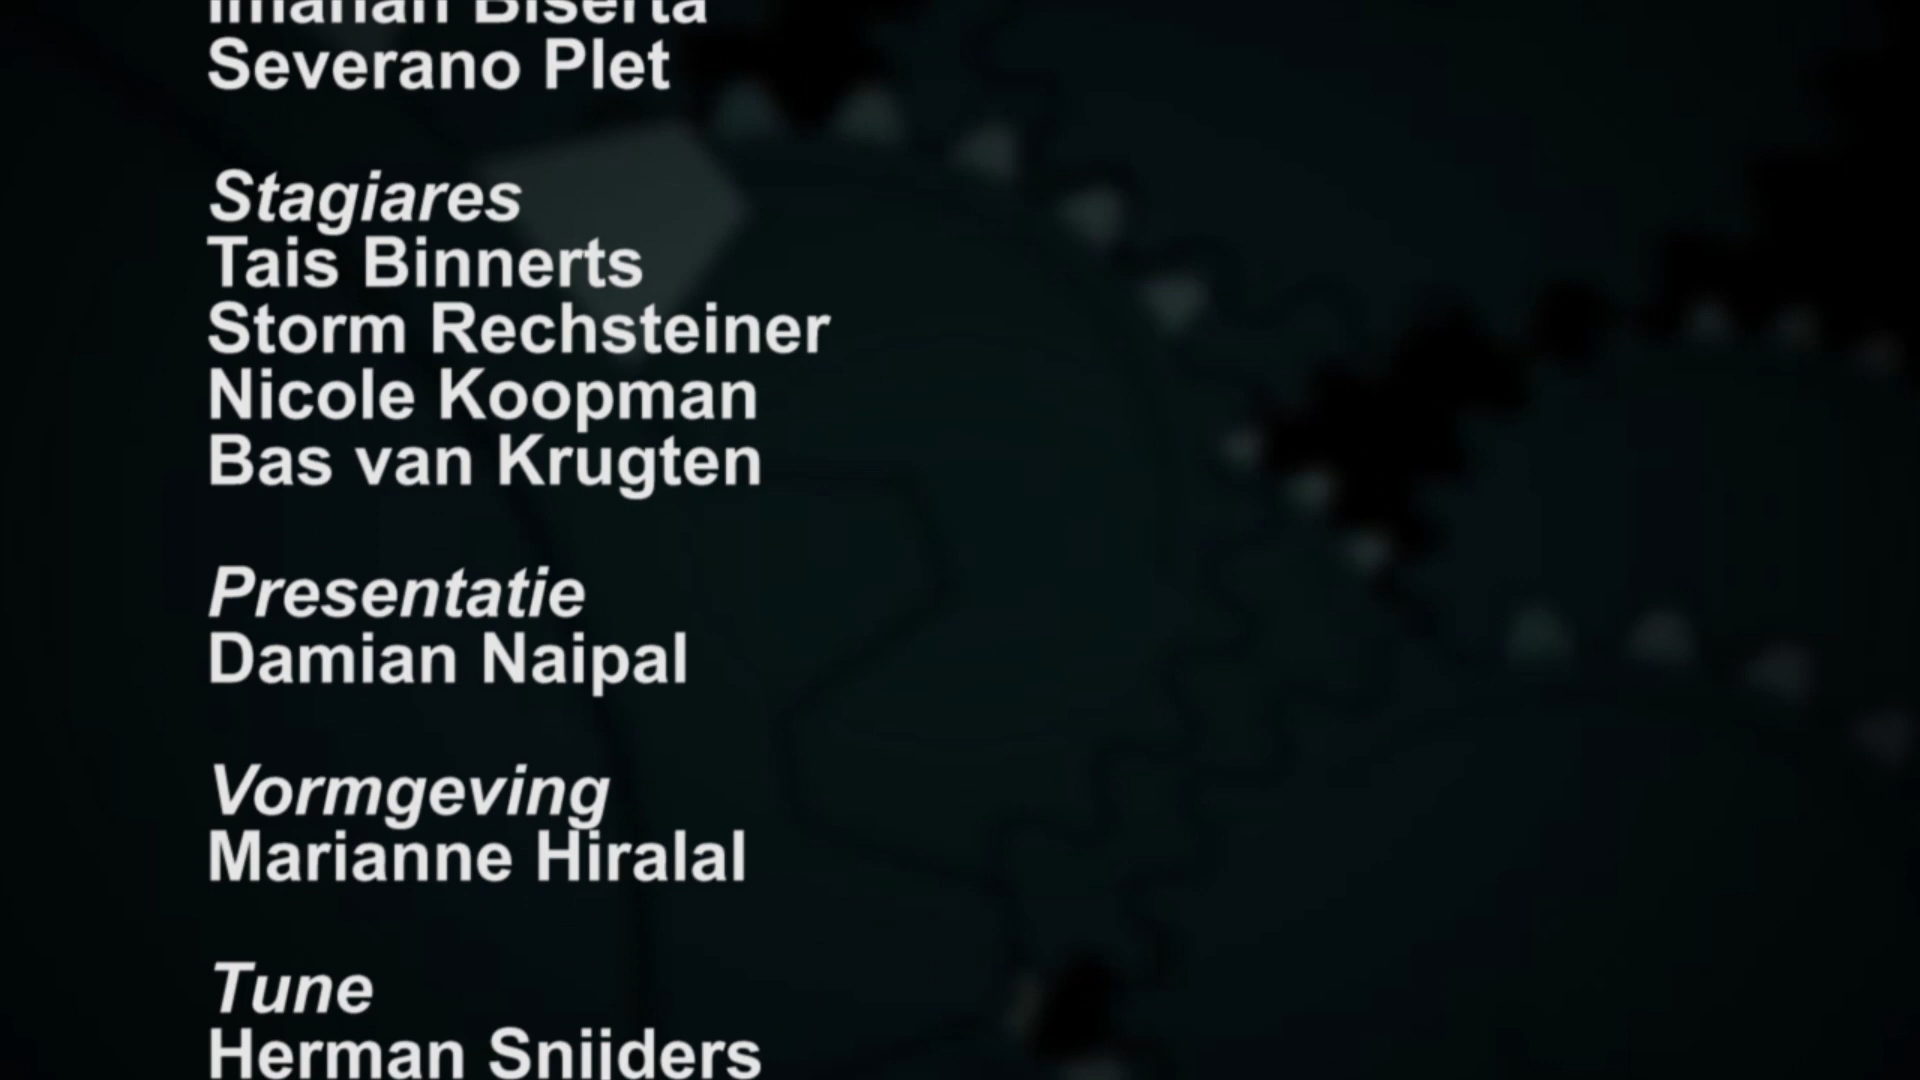 Severano Plet
Stagiares
Tais Binnerts
Storm Rechsteiner
Nicole Koopman
Bas van Krugten
Presentatie
Damian Naipal
Vormgeving
Marianne Hiralal
Tune
Herman Snijders